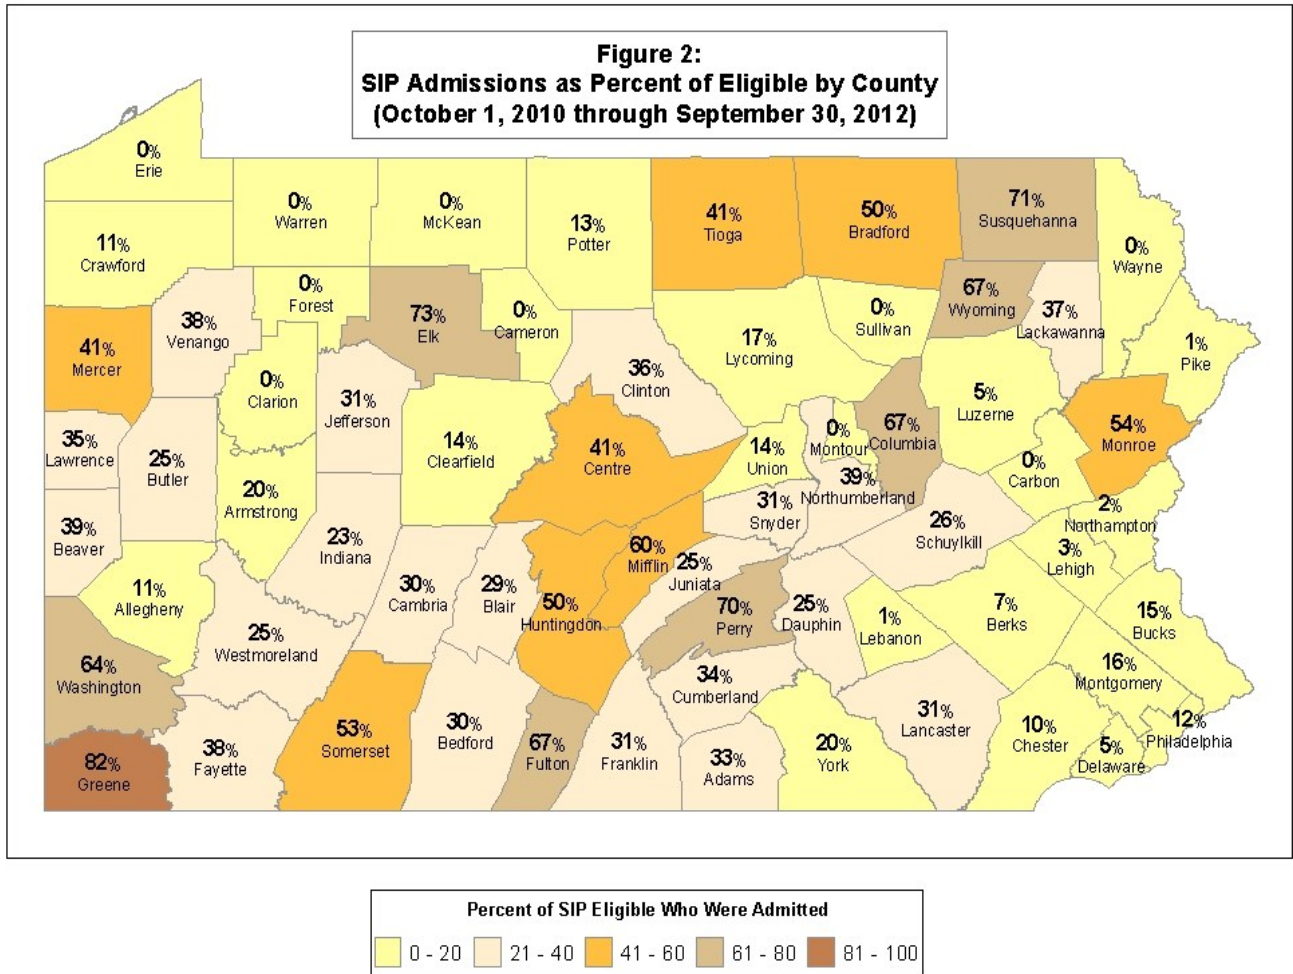 Figure 2:
SIP Admissions as Percent of Eligible by County
(October 1, 2010 through September 30, 2012)
0%
Erie
0%
Warren
0%
McKean
13%
Potter
41%
Tioga
50%
Bradford
71%
Susquehanna
0%
Wayne
11%
Crawford
0%
Forest
38%
Venango
73%
Elk
0%
Cameron
17%
Lycoming
0%
Sullivan
67%
Wyoming
37%
Lackawanna
1%
Pike
41%
Mercer
0%
Clarion
31%
Jefferson
36%
Clinton
5%
Luzerne
54%
Monroe
35%
Lawrence
25%
Butler
14%
Clearfield
41%
Centre
14%
Union
0%
Montour
67%
Columbia
0%
Carbon
20%
Armstrong
39%
Northumberland
31%
Snyder
2%
Northampton
39%
Beaver
23%
Indiana
26%
Schuylkill
3%
Lehigh
60%
Mifflin
25%
Juniata
11%
Allegheny
30%
Cambria
29%
Blair
50%
Huntingdon
70%
Perry
25%
Dauphin
1%
Lebanon
7%
Berks
15%
Bucks
25%
Westmoreland
64%
Washington
34%
Cumberland
16%
Montgomery
82%
Greene
38%
Fayette
53%
Somerset
30%
Bedford
67%
Fulton
31%
Franklin
33%
Adams
20%
York
31%
Lancaster
10%
Chester
5%
Delaware
12%
Philadelphia
Percent of SIP Eligible Who Were Admitted
0 - 20 21 - 40 41 - 60 61 - 80 81 - 100